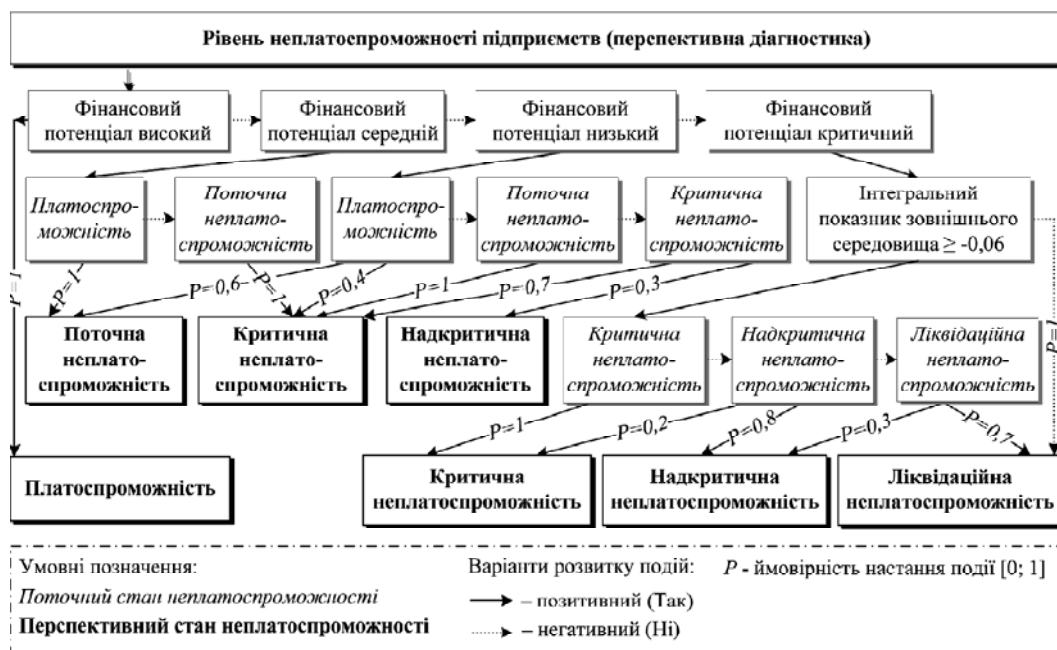 Рівень неплатоспроможності підприємств (перспективна діагностика)
Фінансовий
потенціал високий
Фінансовий
потенціал середній
Фінансовий
потенціал низький
Фінансовий
потенціал критичний
Платоспро-
можність
Поточна
неплато-
спроможність
Платоспро-
можність
Поточна
неплато-
спроможність
Критична
неплато-
спроможність
Інтегральний
показник зовнішнього
середовища ≥ -0,06
P=1
P=1
P=0,6
P=1
P=0,4
P=1
P=0,7
P=0,3
P=1
Поточна
неплато-
спроможність
Критична
неплато-
спроможність
Надкритична
неплато-
спроможність
Критична
неплато-
спроможність
Надкритична
неплато-
спроможність
Ліквідаційна
неплато-
спроможність
P=1
P=0,2
P=0,8
P=0,3
P=0,7
Платоспроможність
Критична
неплатоспроможність
Надкритична
неплатоспроможність
Ліквідаційна
неплатоспроможність
Умовні позначення:
Поточний стан неплатоспроможності
Перспективний стан неплатоспроможності
Варіанти розвитку подій:
– позитивний (Так)
– негативний (Ні)
P - ймовірність настання події [0; 1]